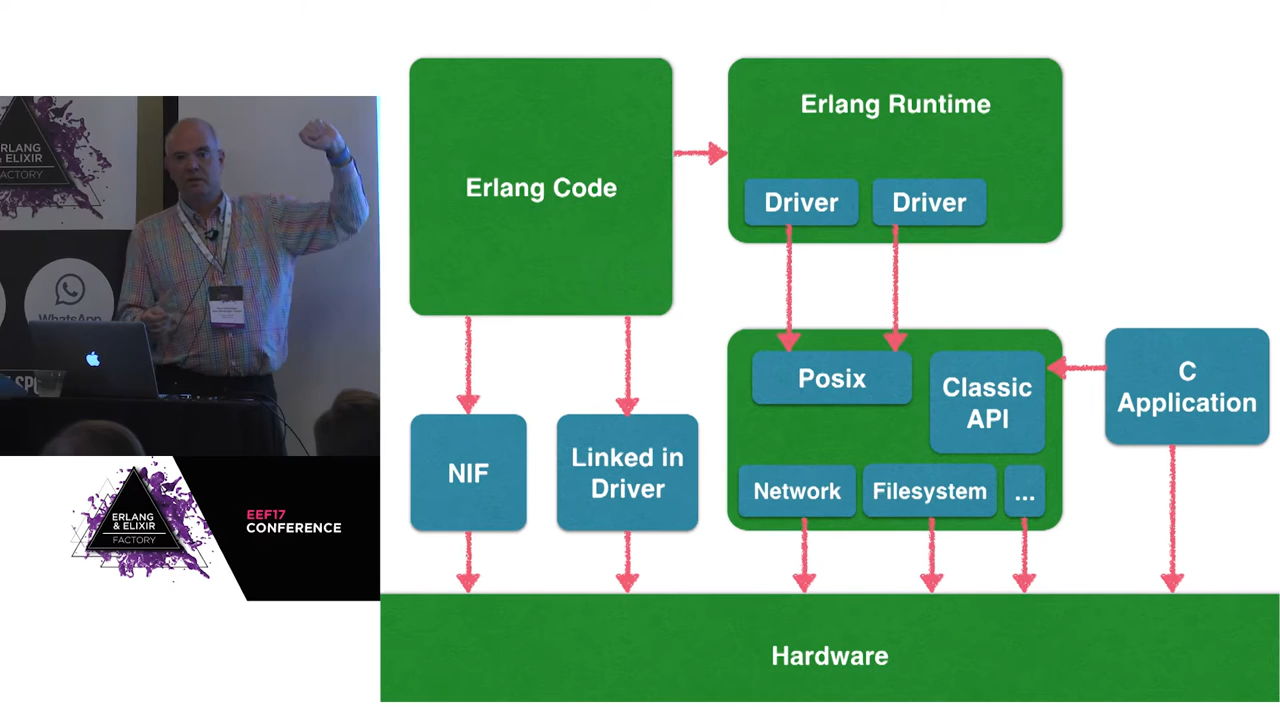 ERLANG
& ELIXIR
FACTORY
WhatsApp
ERLANG
& ELIXIR
FACTORY
EEF17
CONFERENCE
Erlang Code
Erlang Runtime
Driver
Driver
NIF
Linked in
Driver
Posix
Classic
API
Network
Filesystem
...
C
Application
Hardware